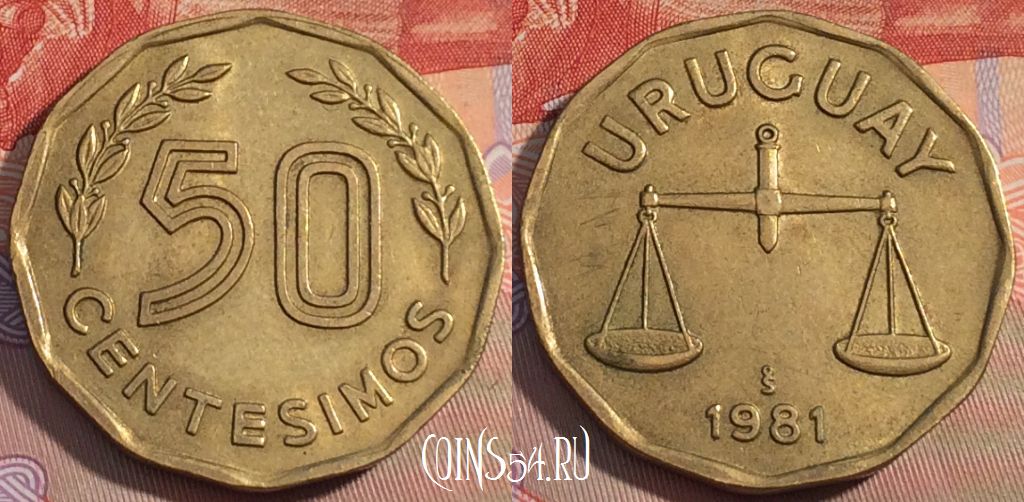 50
CENTESIMOS
URUGUAY
1981
COINS54.RU